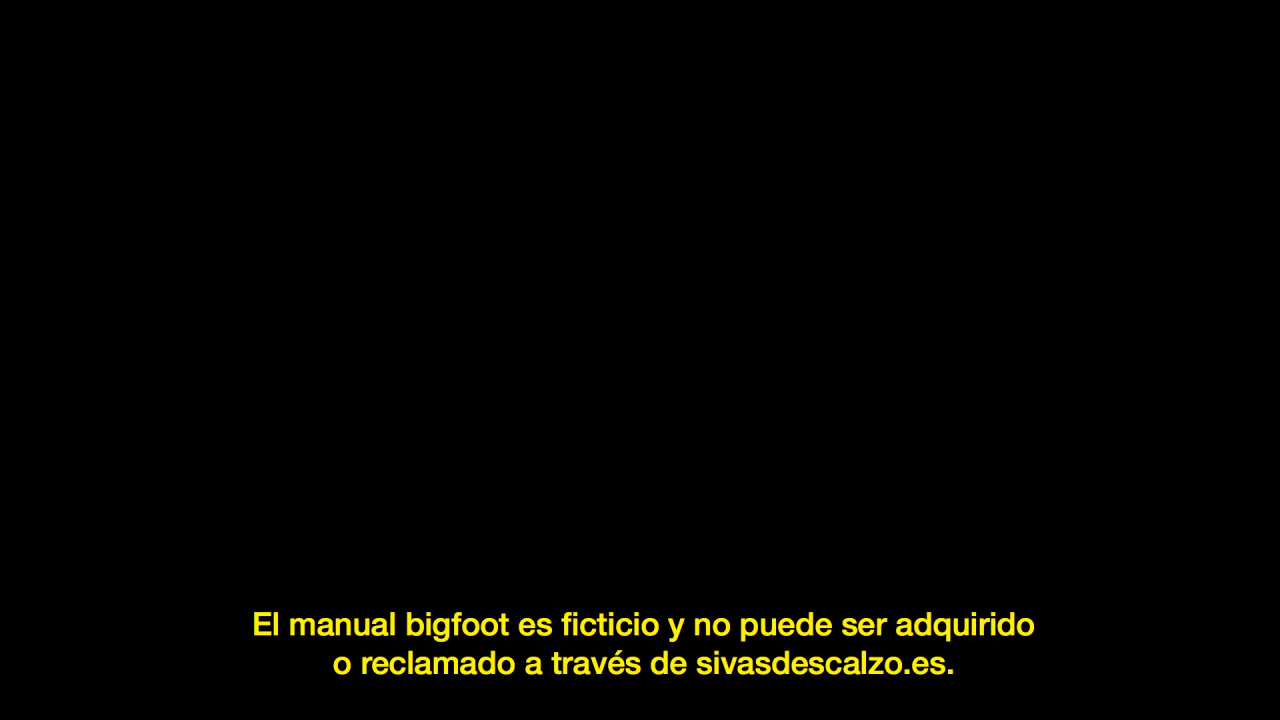 El manual bigfoot es ficticio y no puede ser adquirido
o reclamado a través de sivasdescalzo.es.